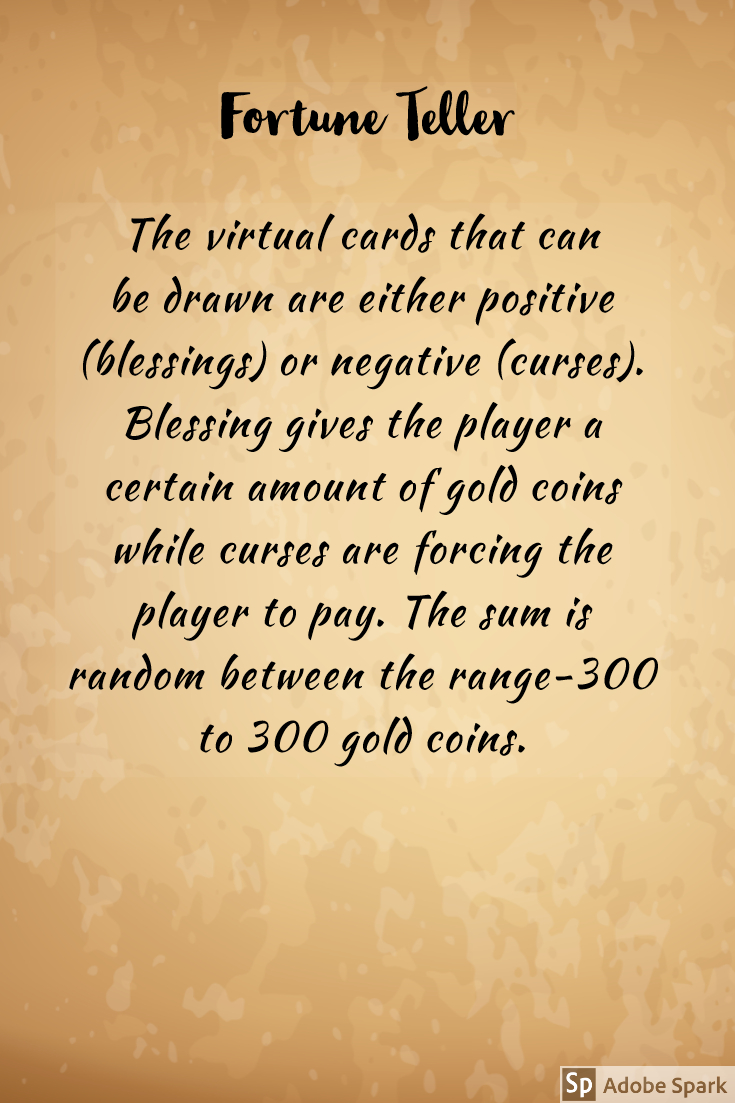 Fortune Teller
The virtual cards that can
be drawn are either positive
(blessings) or negative (curses).
Blessing gives the player a
certain amount of gold coins
while curses are forcing the
player to pay. The sum is
random between the range-300
to 300 gold coins.
Sp Adobe Spark